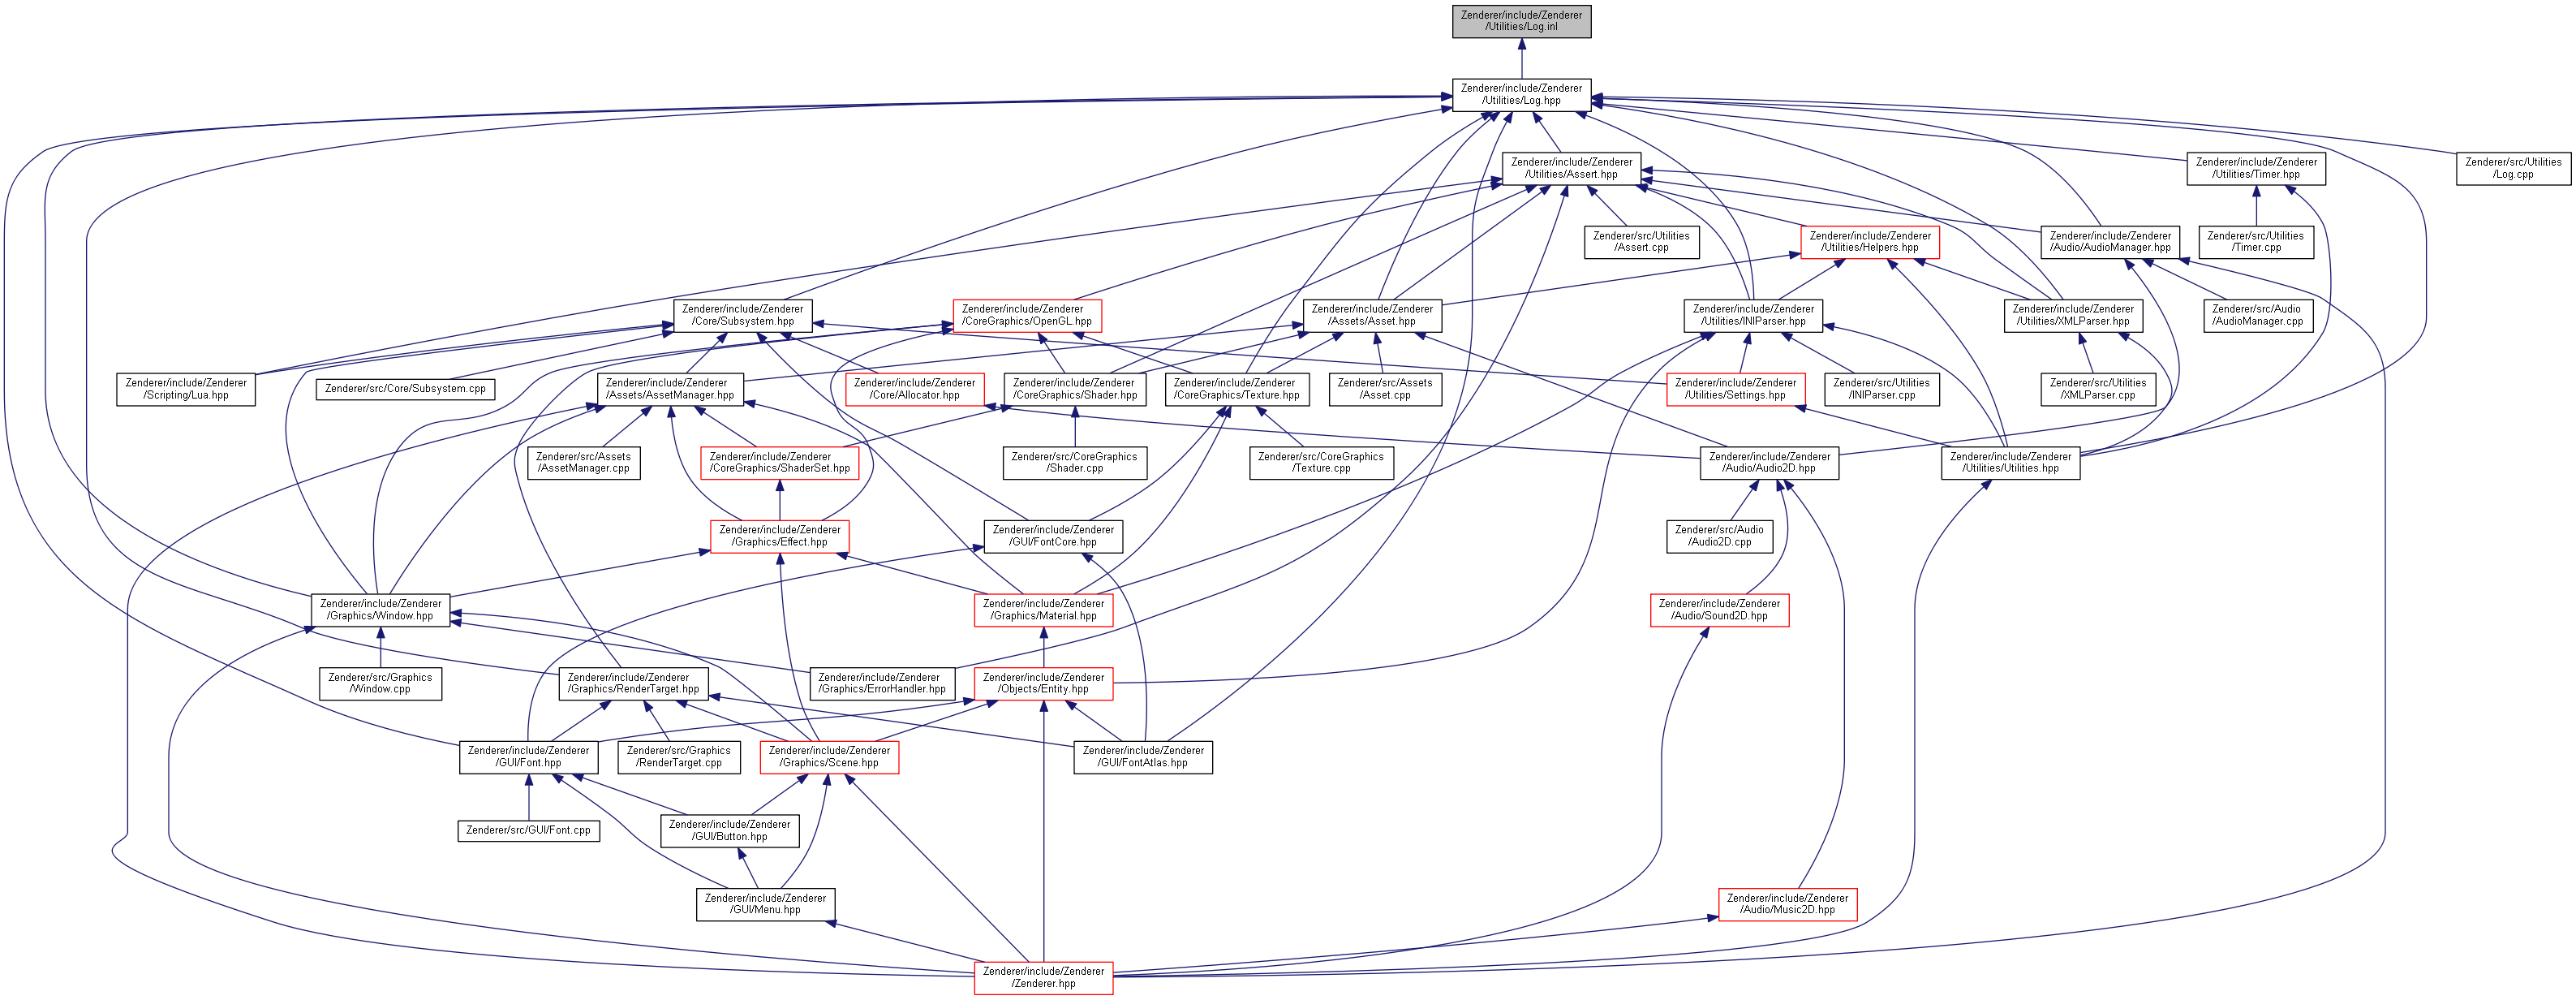 Zenderer/include/Zenderer
/Utilities/Log.inl
Zenderer/include/Zenderer
/Utilities/Log.hpp
Zenderer/include/Zenderer
/Utilities/Assert.hpp
Zenderer/include/Zenderer
/Utilities/Timer.hpp
Zenderer/src/Utilities
/Log.cpp
Zenderer/src/Utilities
/Assert.cpp
Zenderer/include/Zenderer
/Utilities/Helpers.hpp
Zenderer/include/Zenderer
/Audio/AudioManager.hpp
Zenderer/src/Utilities
/Timer.cpp
Zenderer/include/Zenderer
/Core/Subsystem.hpp
Zenderer/include/Zenderer
/CoreGraphics/OpenGL.hpp
Zenderer/include/Zenderer
/Assets/Asset.hpp
Zenderer/include/Zenderer
/Utilities/INIParser.hpp
Zenderer/include/Zenderer
/Utilities/XMLParser.hpp
Zenderer/src/Audio
/AudioManager.cpp
Zenderer/include/Zenderer
/Scripting/Lua.hpp
Zenderer/src/Core/Subsystem.cpp
Zenderer/include/Zenderer
/Assets/AssetManager.hpp
Zenderer/include/Zenderer
/Core/Allocator.hpp
Zenderer/include/Zenderer
/CoreGraphics/Shader.hpp
Zenderer/include/Zenderer
/CoreGraphics/Texture.hpp
Zenderer/src/Assets
/Asset.cpp
Zenderer/include/Zenderer
/Utilities/Settings.hpp
Zenderer/src/Utilities
/INIParser.cpp
Zenderer/src/Utilities
/XMLParser.cpp
Zenderer/src/Assets
/AssetManager.cpp
Zenderer/include/Zenderer
/CoreGraphics/ShaderSet.hpp
Zenderer/src/CoreGraphics
/Shader.cpp
Zenderer/src/CoreGraphics
/Texture.cpp
Zenderer/include/Zenderer
/Audio/Audio2D.hpp
Zenderer/include/Zenderer
/Utilities/Utilities.hpp
Zenderer/include/Zenderer
/Graphics/Effect.hpp
Zenderer/include/Zenderer
/GUI/FontCore.hpp
Zenderer/src/Audio
/Audio2D.cpp
Zenderer/include/Zenderer
/Graphics/Window.hpp
Zenderer/include/Zenderer
/Graphics/Material.hpp
Zenderer/include/Zenderer
/Audio/Sound2D.hpp
Zenderer/src/Graphics
/Window.cpp
Zenderer/include/Zenderer
/Graphics/RenderTarget.hpp
Zenderer/include/Zenderer
/Graphics/ErrorHandler.hpp
Zenderer/include/Zenderer
/Objects/Entity.hpp
Zenderer/include/Zenderer
/GUI/Font.hpp
Zenderer/src/Graphics
/RenderTarget.cpp
Zenderer/include/Zenderer
/Graphics/Scene.hpp
Zenderer/include/Zenderer
/GUI/FontAtlas.hpp
Zenderer/src/GUI/Font.cpp
Zenderer/include/Zenderer
/GUI/Button.hpp
Zenderer/include/Zenderer
/GUI/Menu.hpp
Zenderer/include/Zenderer
/Audio/Music2D.hpp
Zenderer/include/Zenderer
/Zenderer.hpp